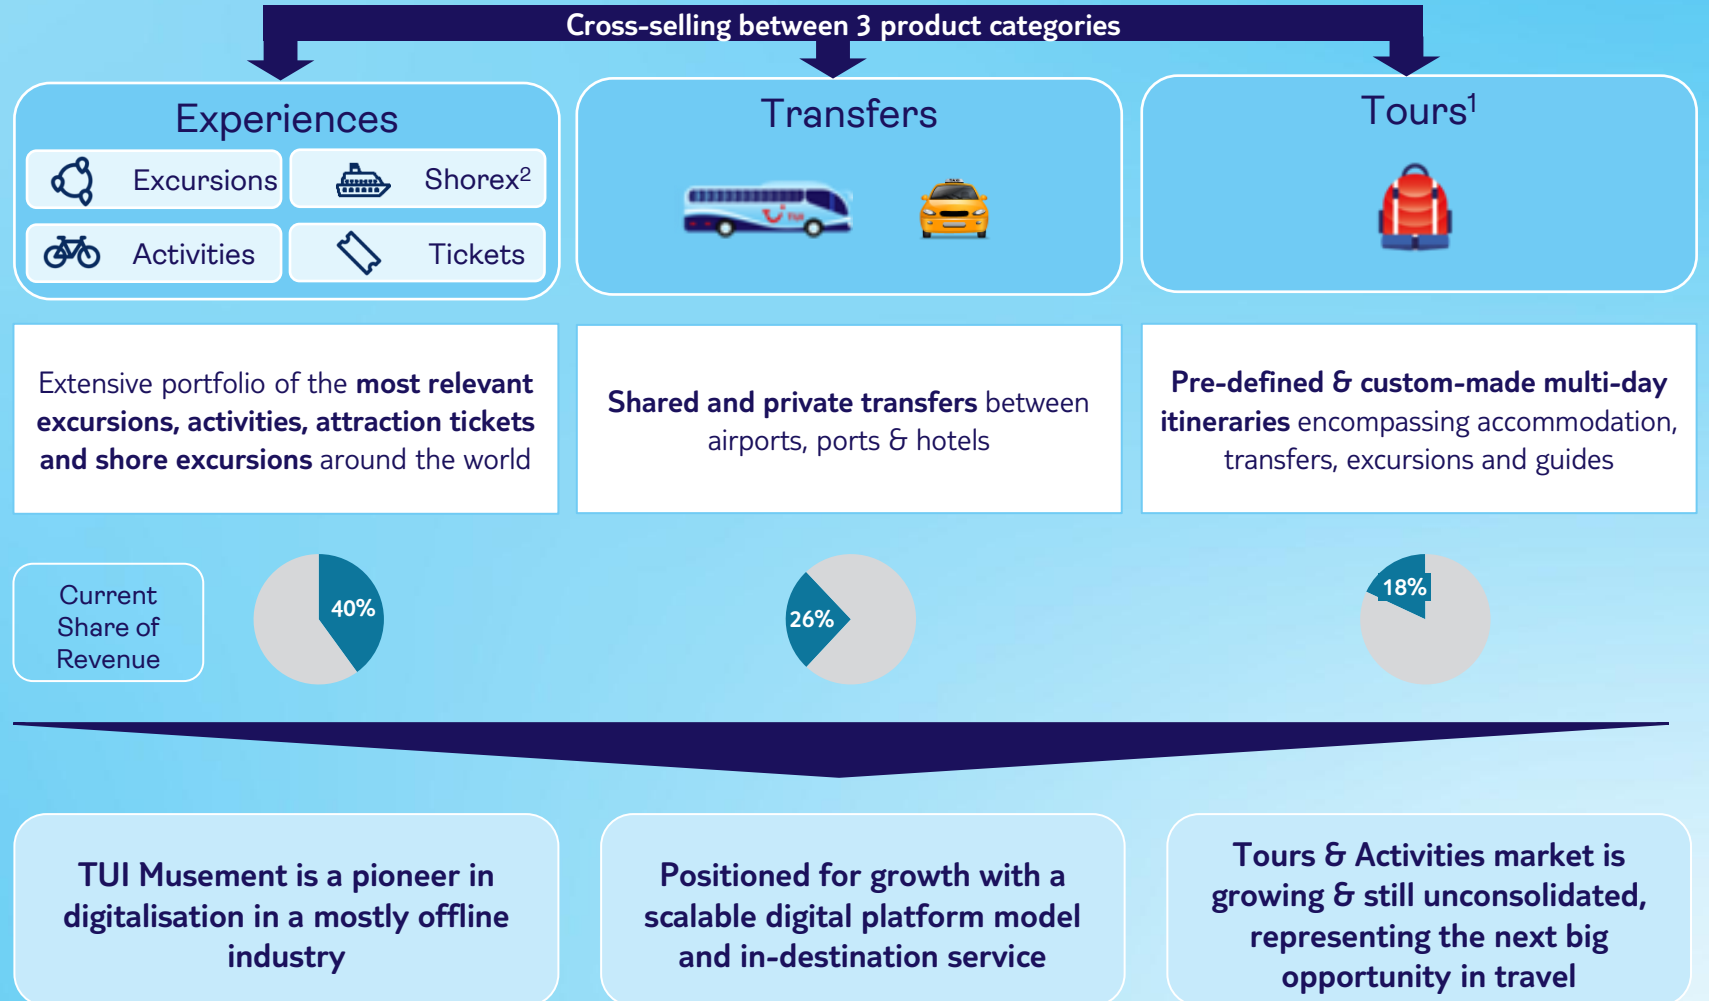 Cross-selling between 3 product categories
Experiences
Excursions
Shorex²
Activities
Tickets
Transfers
TUI
TAXI
Tours¹
Extensive portfolio of the most relevant
excursions, activities, attraction tickets
and shore excursions around the world
Shared and private transfers between
airports, ports & hotels
Pre-defined & custom-made multi-day
itineraries encompassing accommodation,
transfers, excursions and guides
Current
Share of
Revenue
40%
26%
18%
TUI Musement is a pioneer in
digitalisation in a mostly offline
industry
Positioned for growth with a
scalable digital platform model
and in-destination service
Tours & Activities market is
growing & still unconsolidated,
representing the next big
opportunity in travel